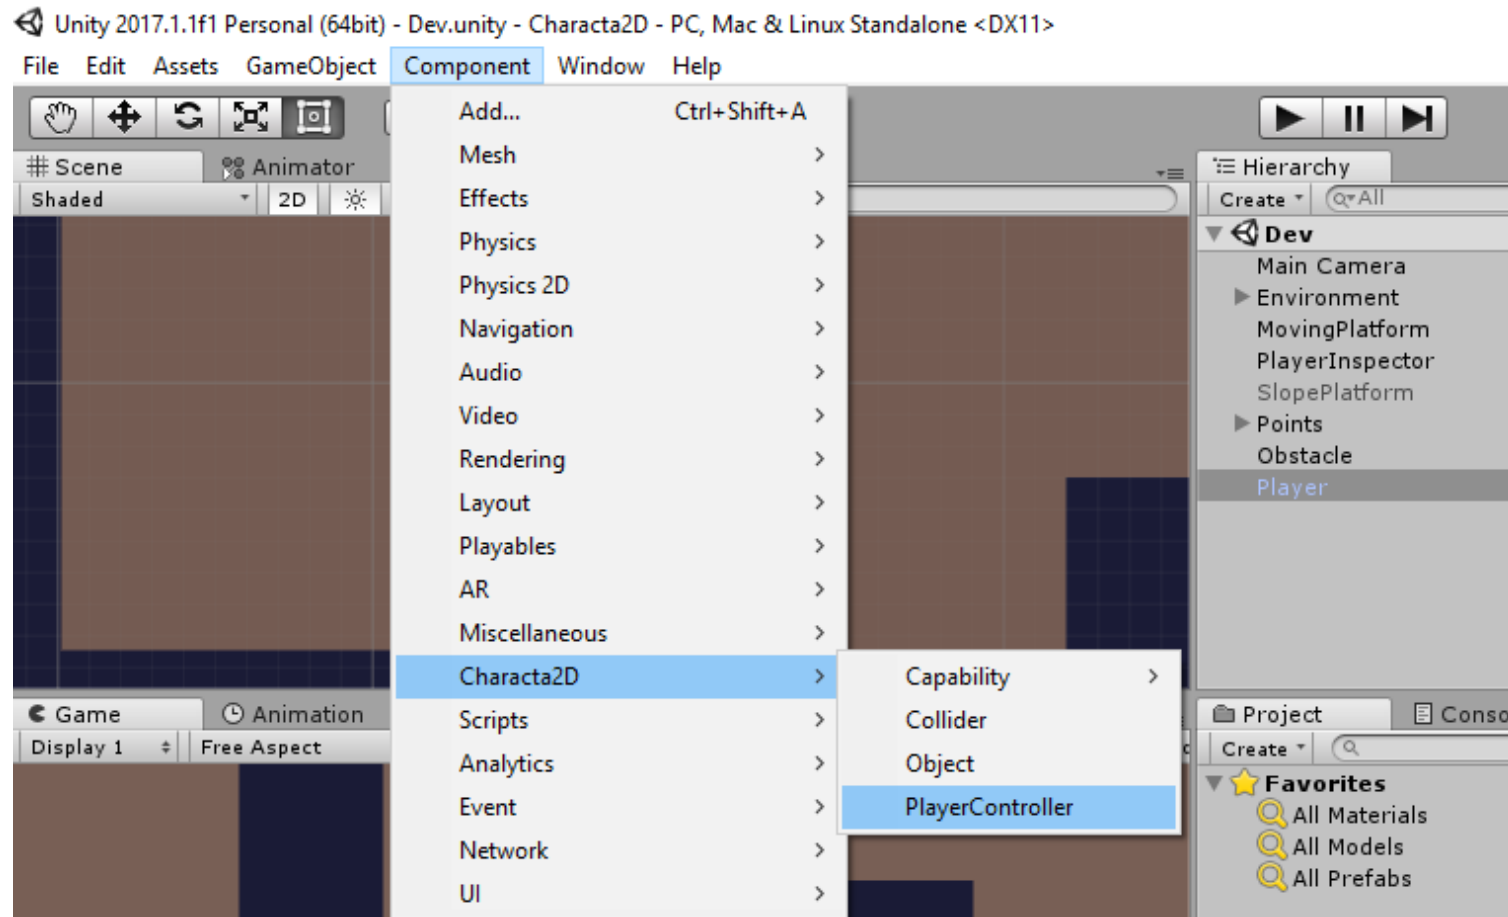 Unity 2017.1.1f1 Personal (64bit) - Dev.unity - Characta2D - PC, Mac & Linux Standalone <DX11>
File Edit Assets GameObject Component Window Help
Add... Ctrl+Shift+A
Mesh
Effects
Physics
Physics 2D
Navigation
Audio
Video
Rendering
Layout
Playables
AR
Miscellaneous
Characta2D
Scripts
Analytics
Event
Network
UI
Capability
Collider
Object
PlayerController
Scene Animator
Shaded 2D
Game Animation
Display 1 Free Aspect
Hierarchy
Create All
Dev
Main Camera
Environment
MovingPlatform
PlayerInspector
SlopePlatform
Points
Obstacle
Player
Project Conso
Create
Favorites
All Materials
All Models
All Prefabs